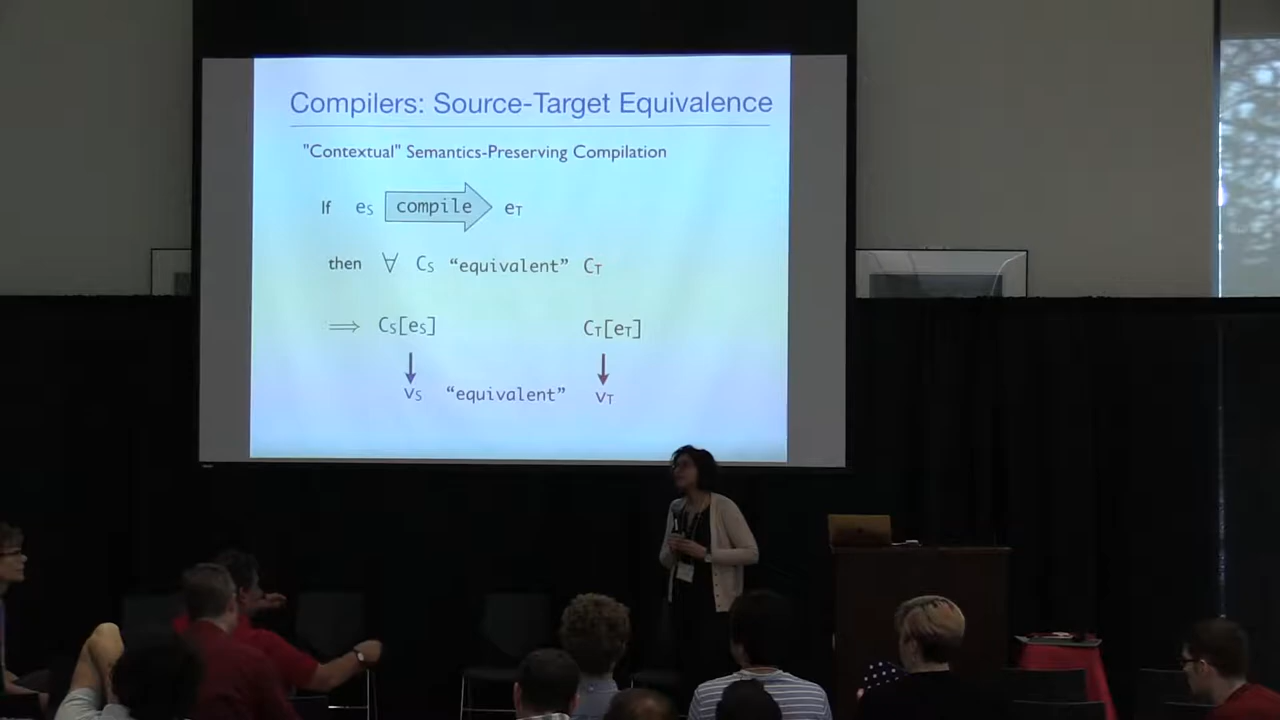 Compilers: Source-Target Equivalence
"Contextual" Semantics-Preserving Compilation
If eS compile eT
then ∀ CS “equivalent” CT
⟹ CS[eS] CT[eT]
vS “equivalent” vT